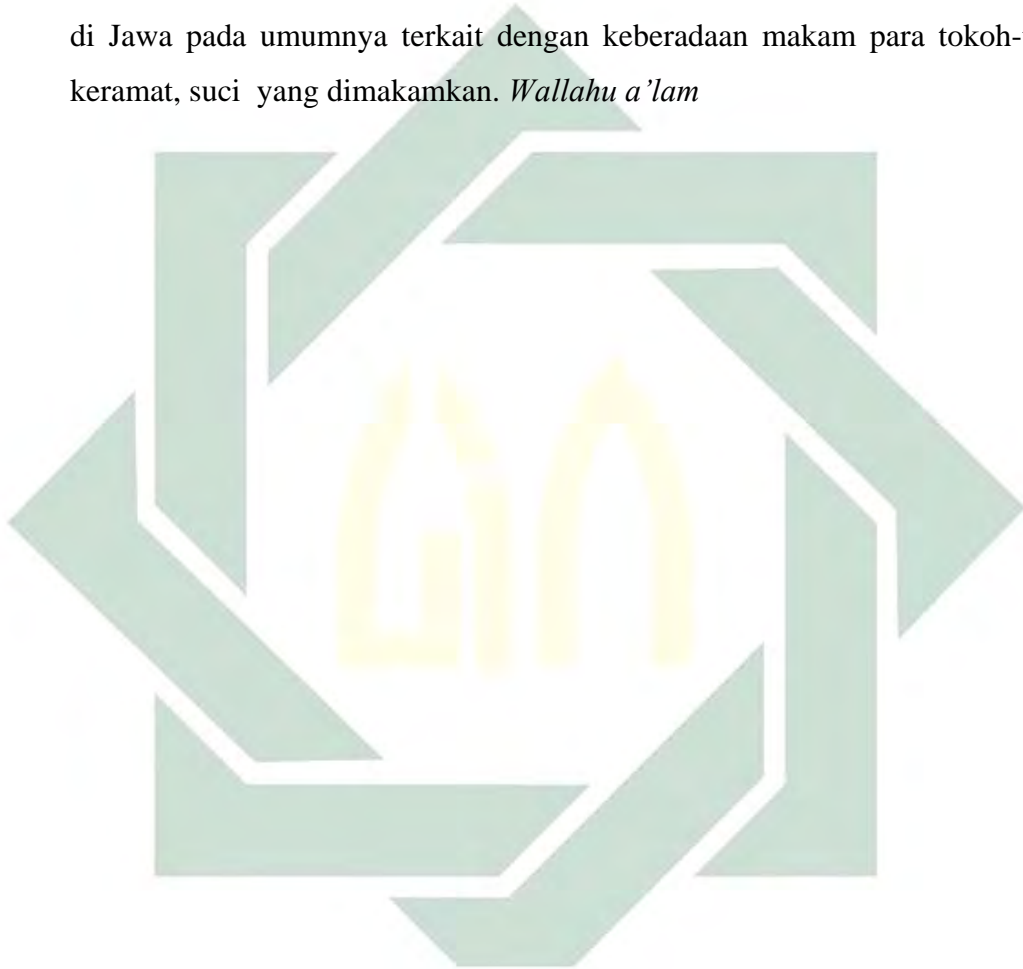 di Jawa pada umumnya terkait dengan keberadaan makam para tokoh-
keramat, suci yang dimakamkan. Wallahu a’lam